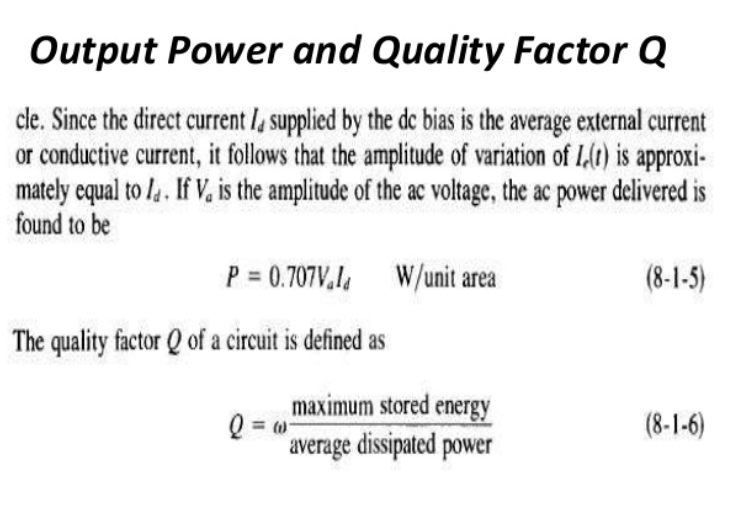 Output Power and Quality Factor Q
cle. Since the direct current I_d supplied by the dc bias is the average external current
or conductive current, it follows that the amplitude of variation of I_e(t) is approxi-
mately equal to I_d. If V_a is the amplitude of the ac voltage, the ac power delivered is
found to be
P = 0.707V_aI_d W/unit area (8-1-5)
The quality factor Q of a circuit is defined as
Q = ω maximum stored energy / average dissipated power (8-1-6)